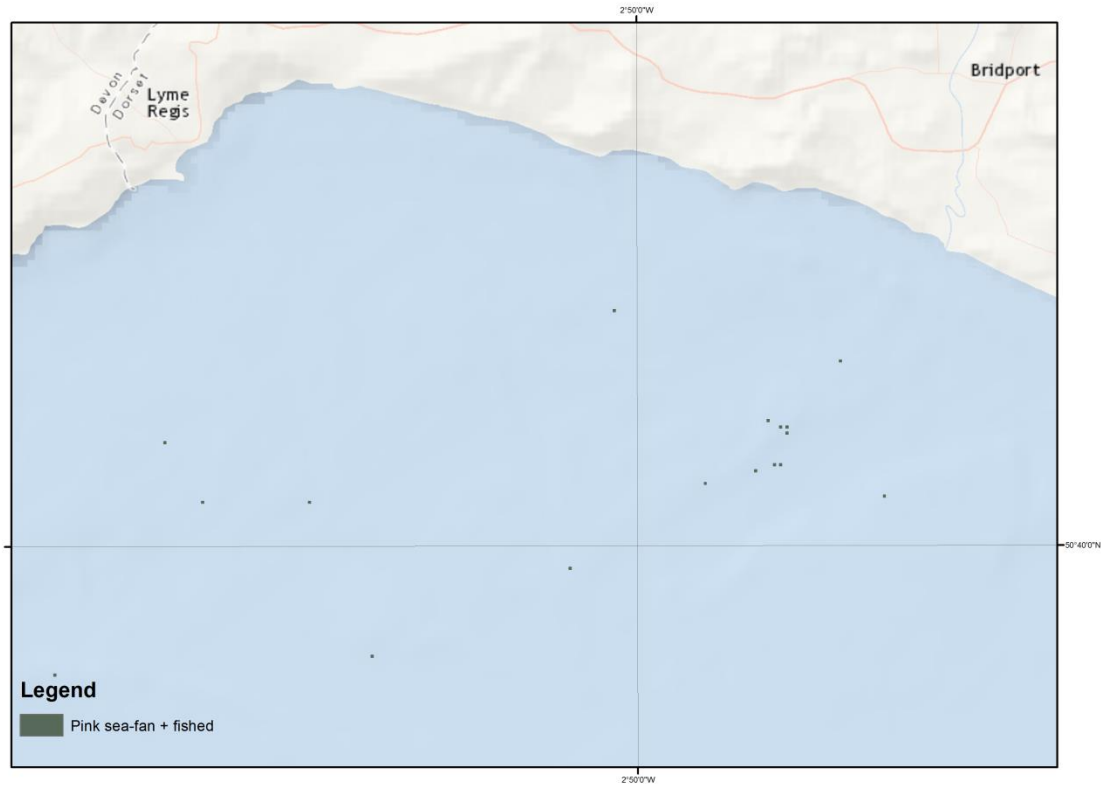 2°50'0"W
Devon
Dorset
Lyme
Regis
Bridport
50°40'0"N
Legend
Pink sea-fan + fished
2°50'0"W